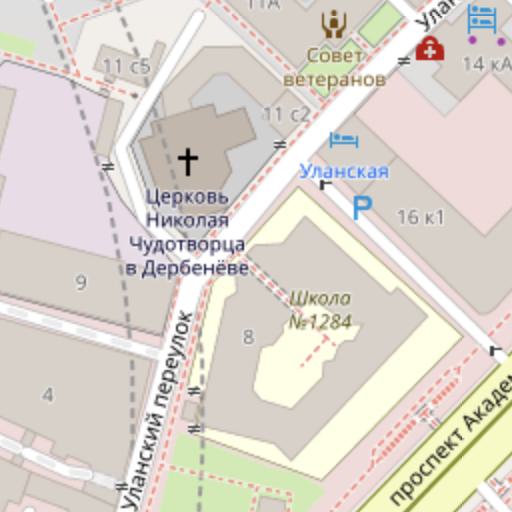 11А
Улан
Совет
ветеранов
11 с5
14 кА
11 с2
Уланская
P
Церковь
Николая
Чудотворца
в Дербенёве
16 к1
9
Школа
№1284
8
4
Уланский переулок
проспект Акаде